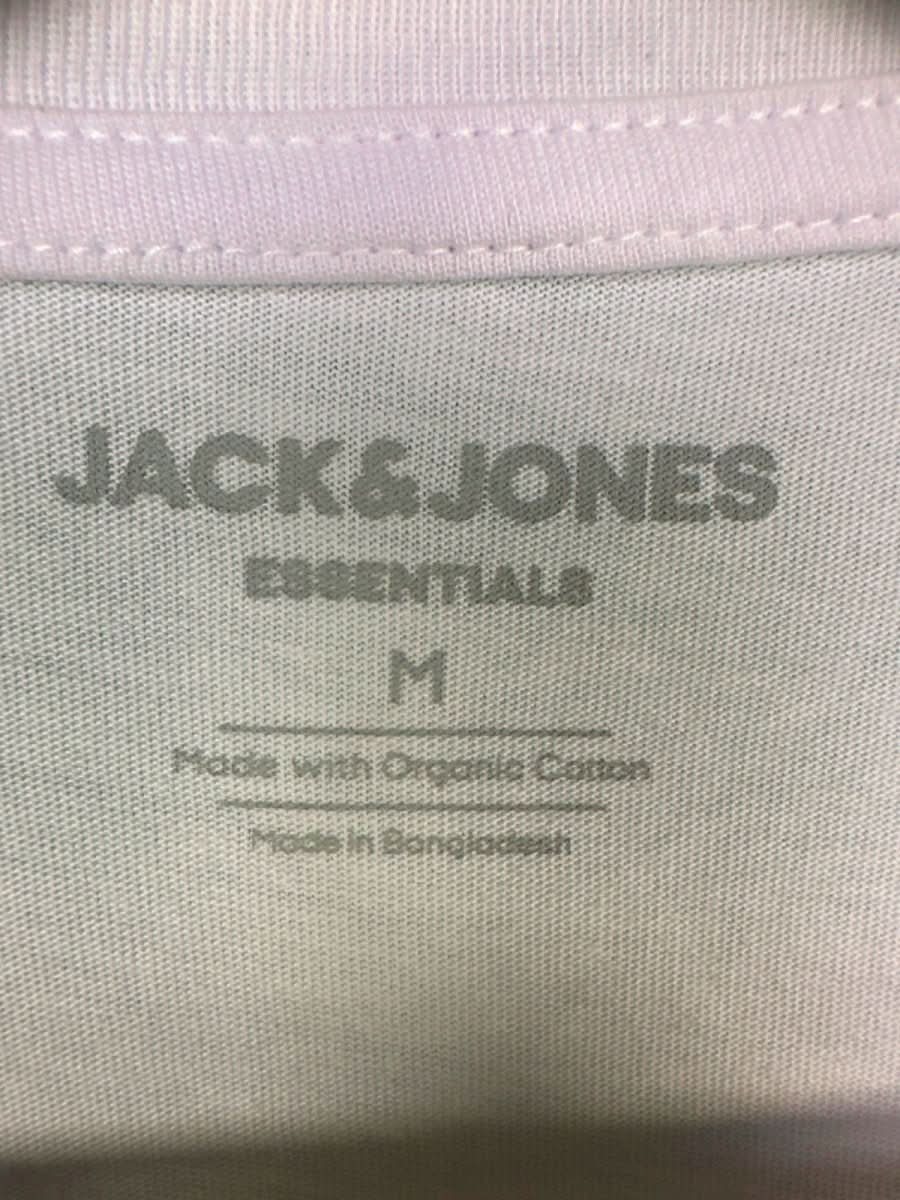 JACK&JONES
ESSENTIALS
M
Made with Organic Cotton
Made in Bangladesh